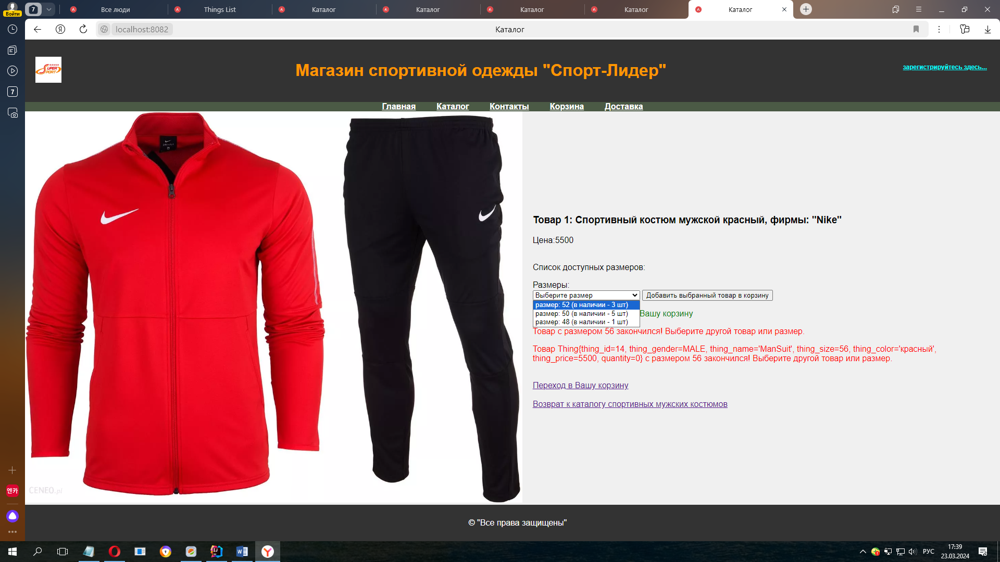 Войти
7
Все люди
Things List
Каталог
Каталог
Каталог
Каталог
Каталог
localhost:8082
Каталог
7
SUPER
SPORT
Магазин спортивной одежды "Спорт-Лидер"
зарегистрируйтесь здесь...
Главная
Каталог
Контакты
Корзина
Доставка
Товар 1: Спортивный костюм мужской красный, фирмы: "Nike"
Цена:5500
Список доступных размеров:
Размеры:
Выберите размер
Добавить выбранный товар в корзину
размер: 52 (в наличии - 3 шт)
размер: 50 (в наличии - 5 шт)
Вашу корзину
размер: 48 (в наличии - 1 шт)
Товар с размером 56 закончился! Выберите другой товар или размер.
Товар Thing{thing_id=14, thing_gender=MALE, thing_name='ManSuit', thing_size=56, thing_color='красный',
thing_price=5500, quantity=0} с размером 56 закончился! Выберите другой товар или размер.
Переход в Вашу корзину
Возврат к каталогу спортивных мужских костюмов
CENEO.pl
엔카
© "Все права защищены"
РУС
17:39
23.03.2024